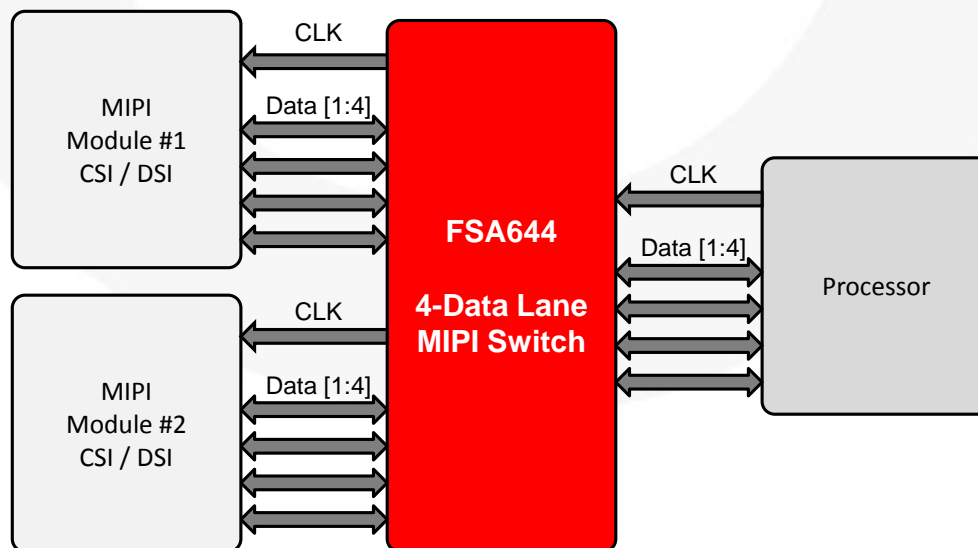 CLK
MIPI
Module #1
CSI / DSI
Data [1:4]
MIPI
Module #2
CSI / DSI
CLK
Data [1:4]
FSA644
4-Data Lane
MIPI Switch
CLK
Data [1:4]
Processor